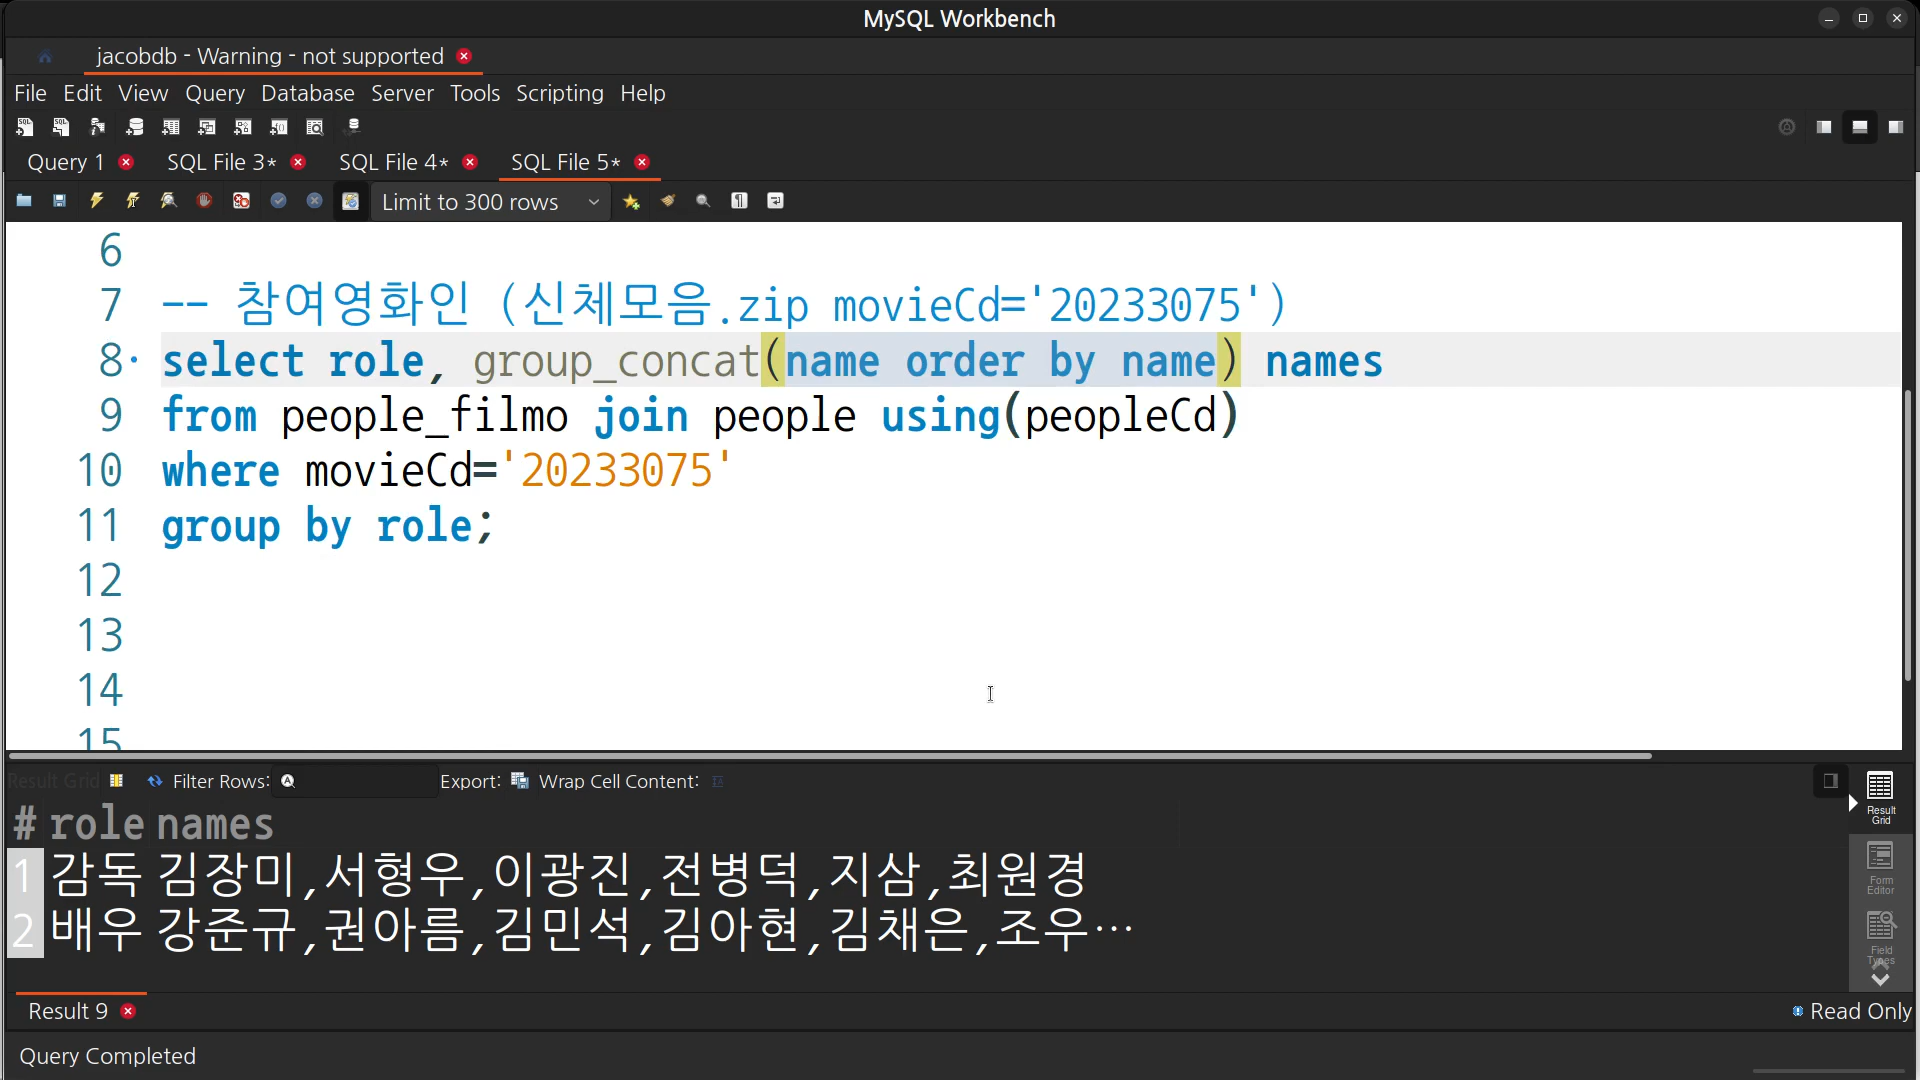 MySQL Workbench
jacobdb - Warning - not supported
File Edit View Query Database Server Tools Scripting Help
Query 1 SQL File 3* SQL File 4* SQL File 5*
Limit to 300 rows
6
7 -- 참여영화인 (신체모음.zip movieCd='20233075')
8 select role, group_concat(name order by name) names
9 from people_filmo join people using(peopleCd)
10 where movieCd='20233075'
11 group by role;
12
13
14
15
Result Grid Filter Rows: Export: Wrap Cell Content:
# role names
1 감독 김장미,서형우,이광진,전병덕,지삼,최원경
2 배우 강준규,권아름,김민석,김아현,김채은,조우…
Result Grid
Form Editor
Field Types
Result 9 Read Only
Query Completed